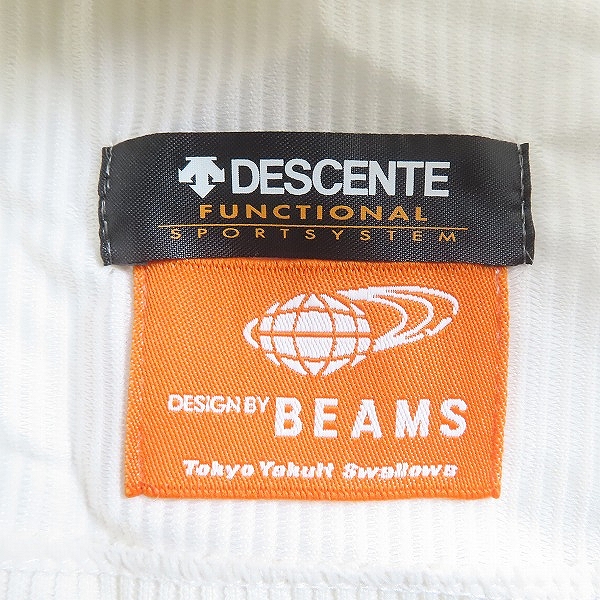 DESCENTE
FUNCTIONAL
SPORTSYSTEM
DESIGN BY BEAMS
Tokyo Yakult Swallows